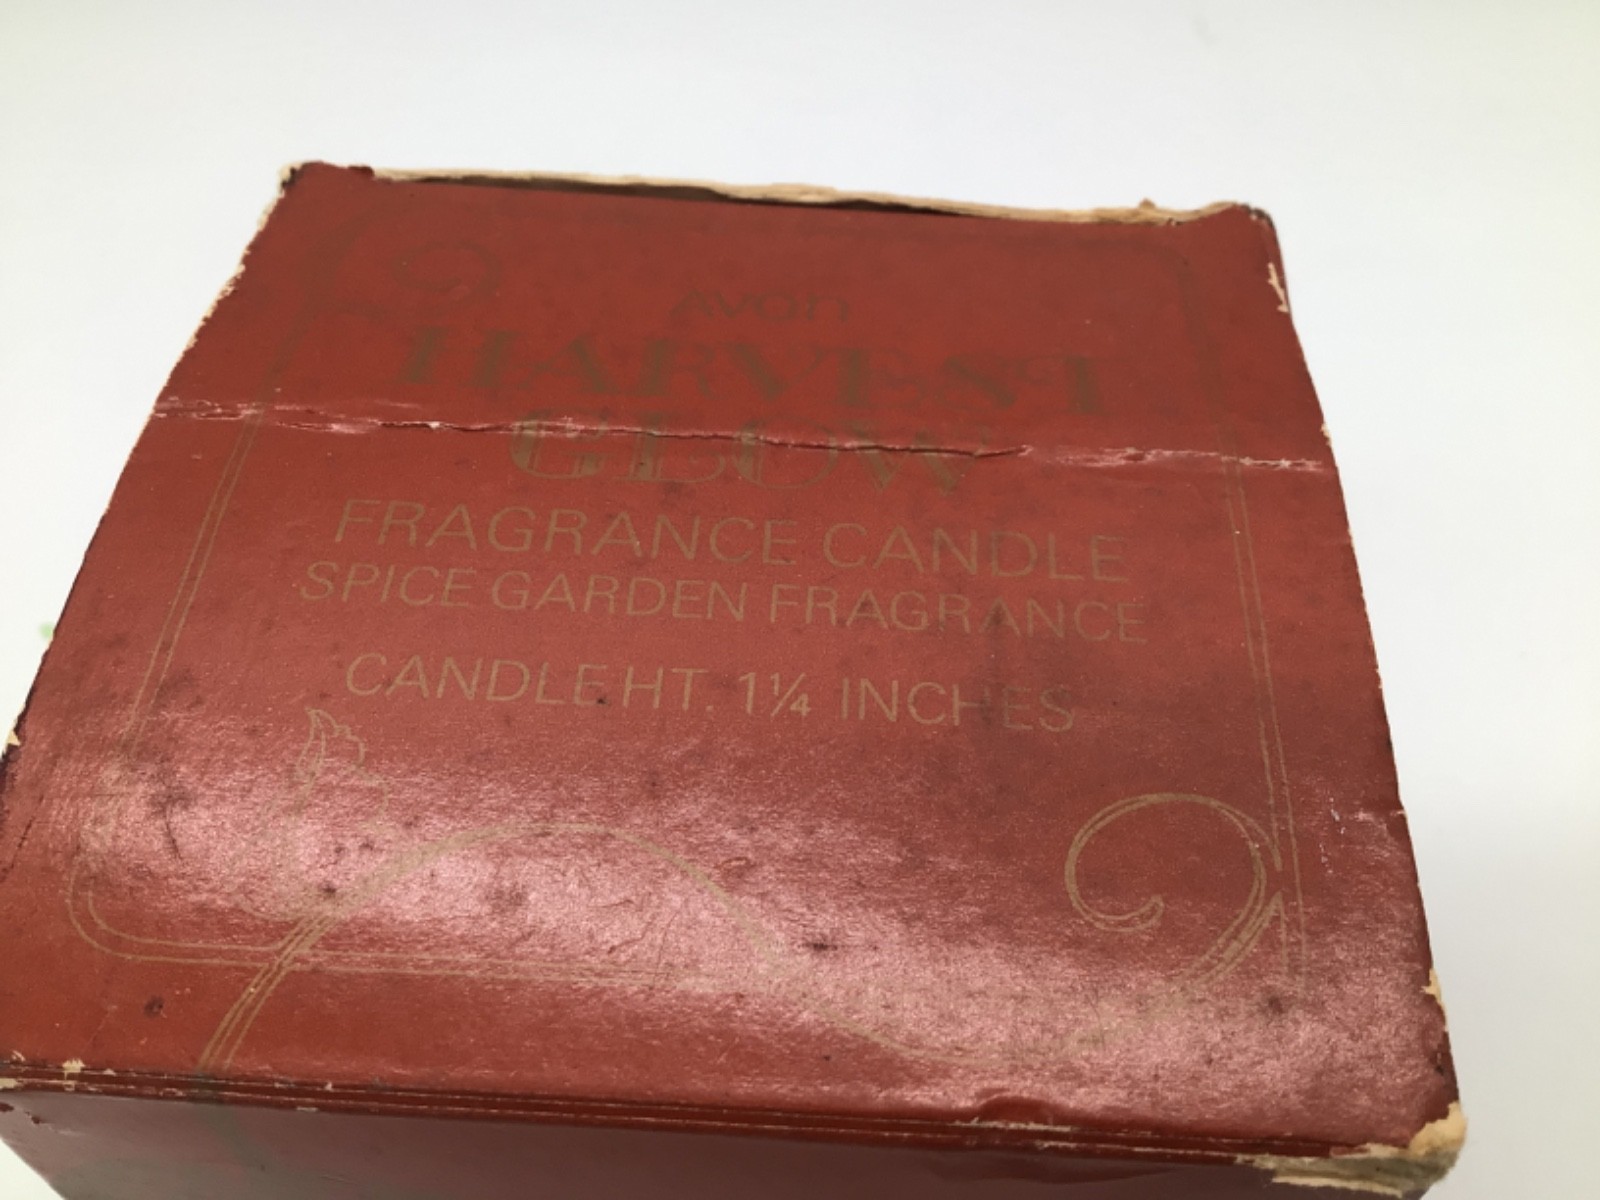 AVON
HARVEST
GLOW
FRAGRANCE CANDLE
SPICE GARDEN FRAGRANCE
CANDLE HT. 1¼ INCHES